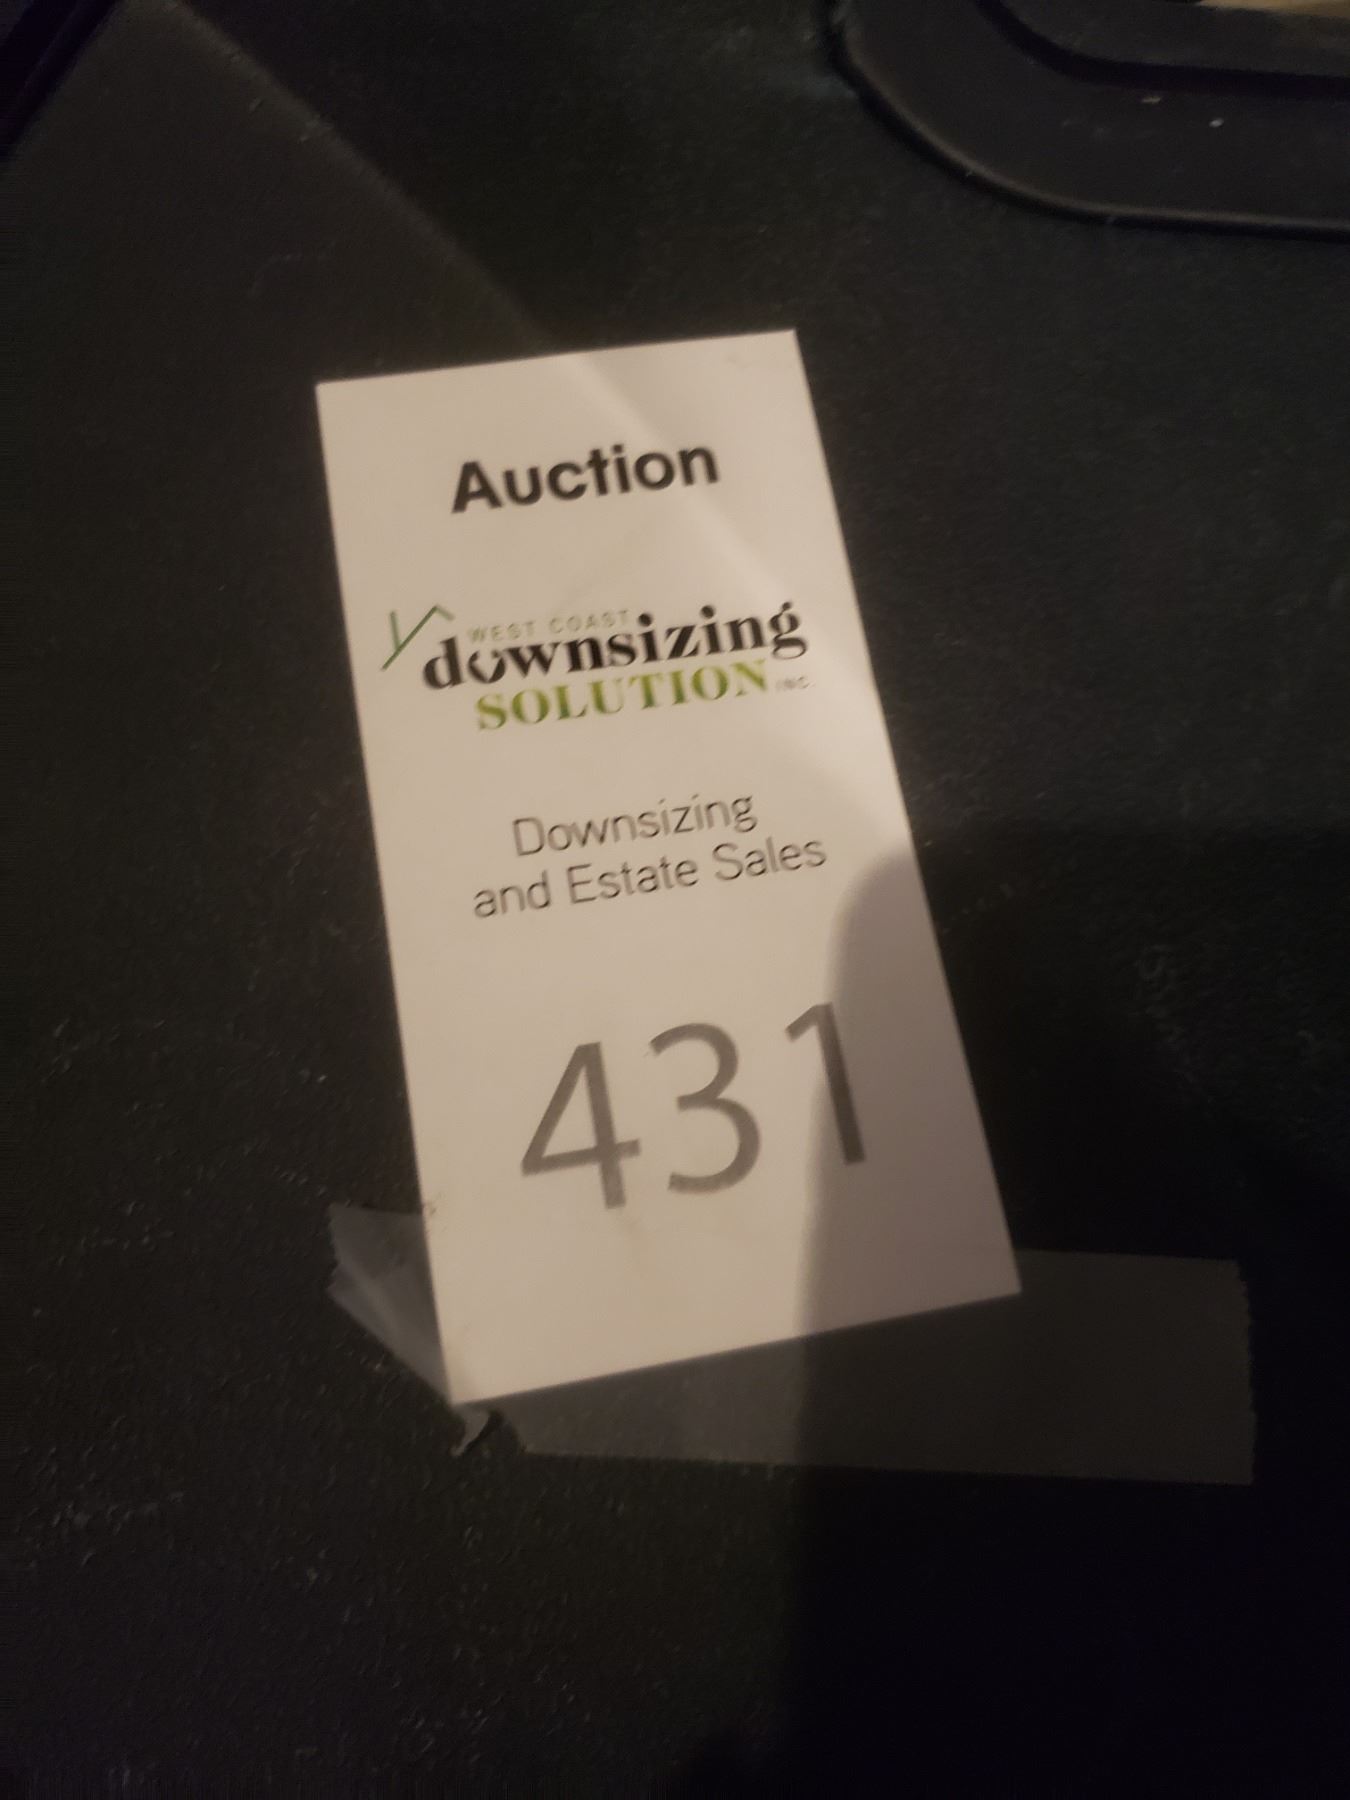 Auction
WEST COAST
downsizing
SOLUTION INC.
Downsizing
and Estate Sales
431